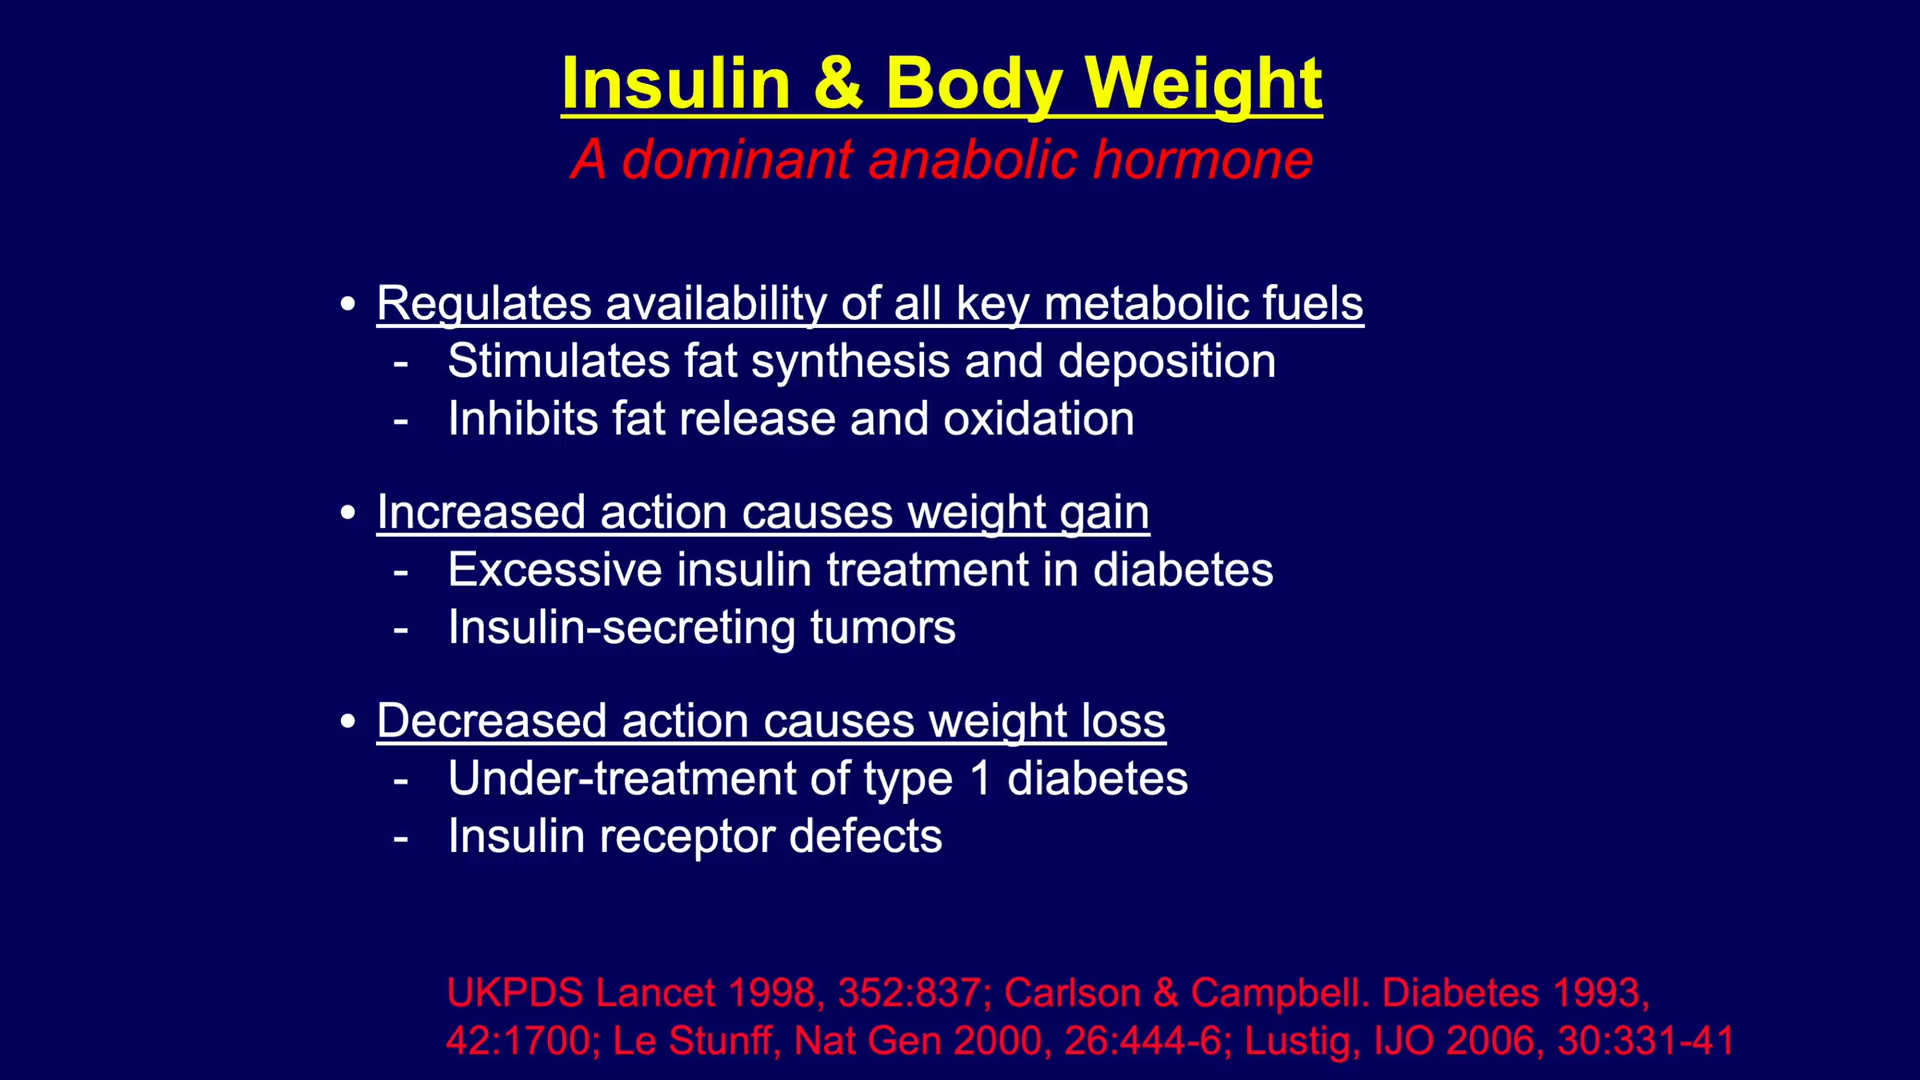 Insulin & Body Weight
A dominant anabolic hormone
• Regulates availability of all key metabolic fuels
- Stimulates fat synthesis and deposition
- Inhibits fat release and oxidation
• Increased action causes weight gain
- Excessive insulin treatment in diabetes
- Insulin-secreting tumors
• Decreased action causes weight loss
- Under-treatment of type 1 diabetes
- Insulin receptor defects
UKPDS Lancet 1998, 352:837; Carlson & Campbell. Diabetes 1993,
42:1700; Le Stunff, Nat Gen 2000, 26:444-6; Lustig, IJO 2006, 30:331-41